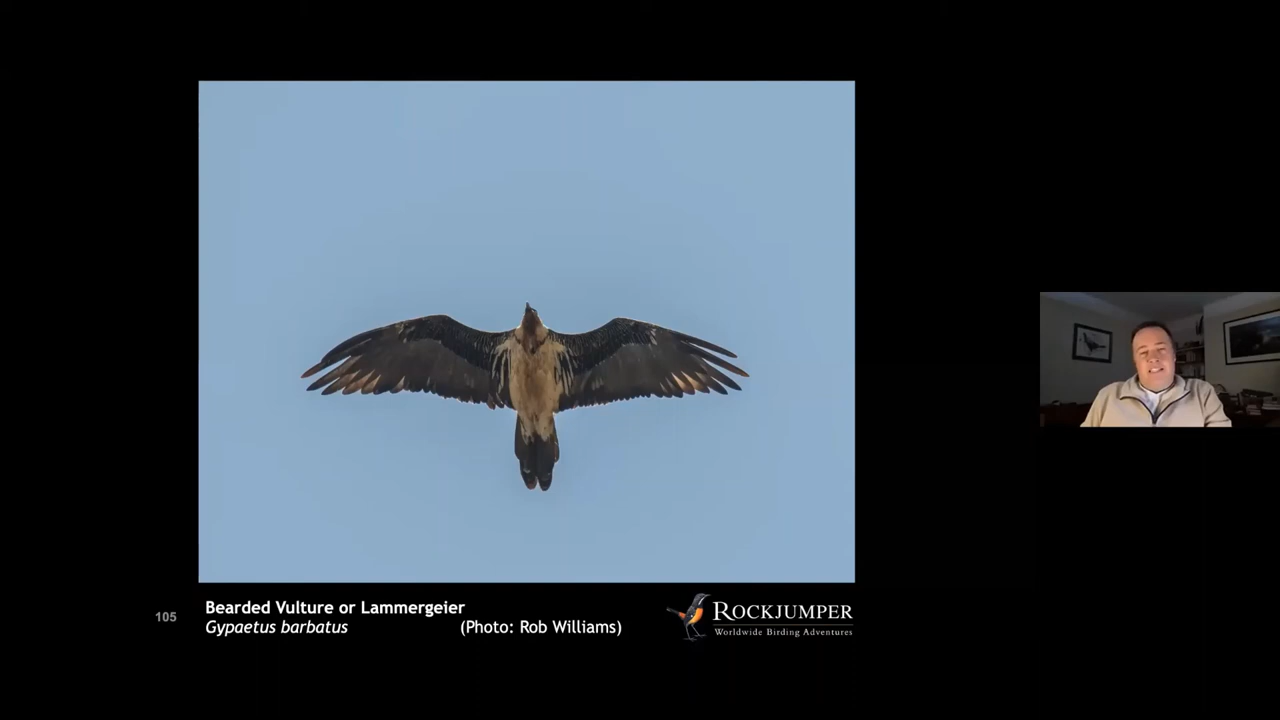 105
Bearded Vulture or Lammergeier
Gypaetus barbatus
(Photo: Rob Williams)
ROCKJUMPER
Worldwide Birding Adventures